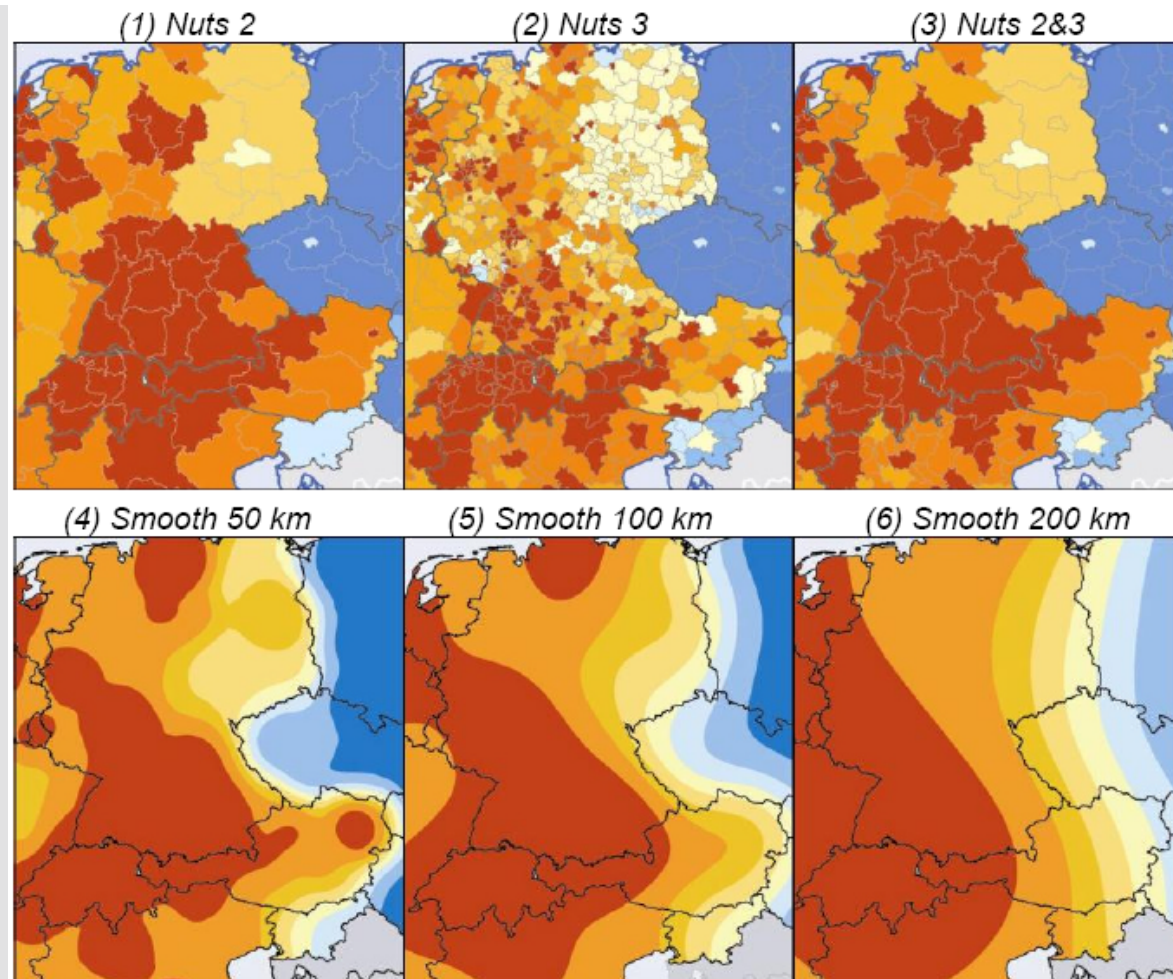 (1) Nuts 2
(2) Nuts 3
(3) Nuts 2&3
(4) Smooth 50 km
(5) Smooth 100 km
(6) Smooth 200 km